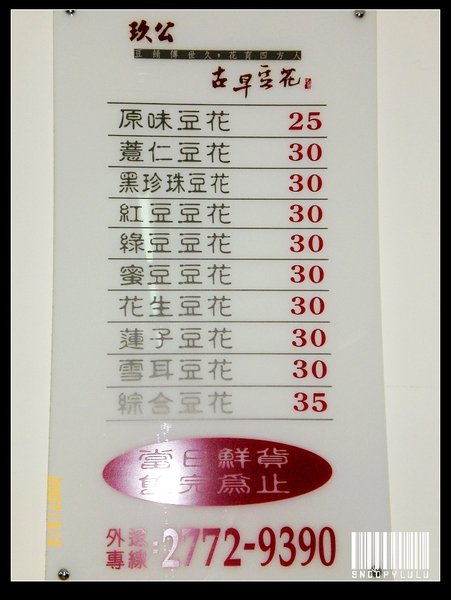 玖公
古早豆花
原味豆花 25
薏仁豆花 30
黑珍珠豆花 30
紅豆豆花 30
綠豆豆花 30
蜜豆豆花 30
花生豆花 30
蓮子豆花 30
雪耳豆花 30
綜合豆花 35
當日鮮貨
售完為止
外送
專線 2772-9390
SNOOPYLULU